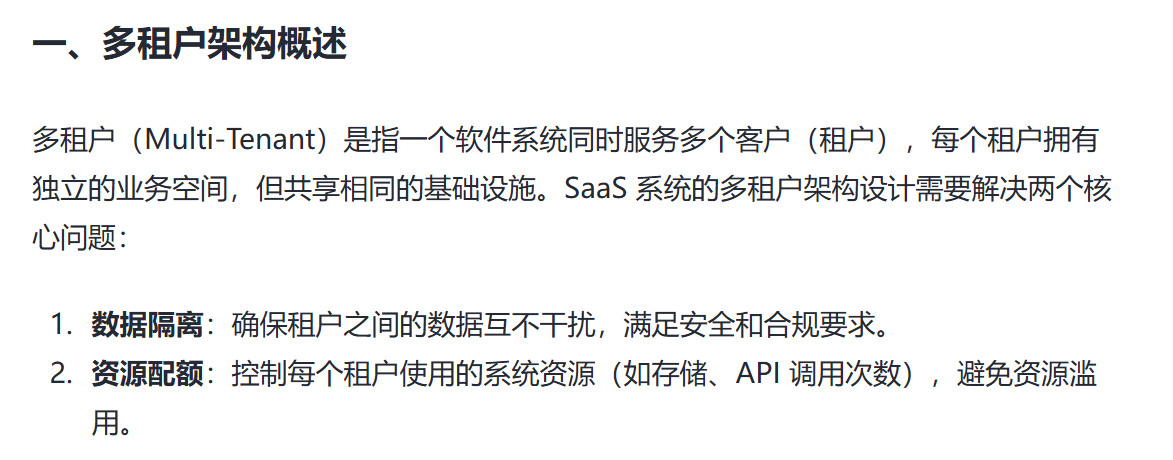 一、多租户架构概述
多租户（Multi-Tenant）是指一个软件系统同时服务多个客户（租户），每个租户拥有
独立的业务空间，但共享相同的基础设施。SaaS 系统的多租户架构设计需要解决两个核
心问题：
1. 数据隔离：确保租户之间的数据互不干扰，满足安全和合规要求。
2. 资源配额：控制每个租户使用的系统资源（如存储、API 调用次数），避免资源滥
用。